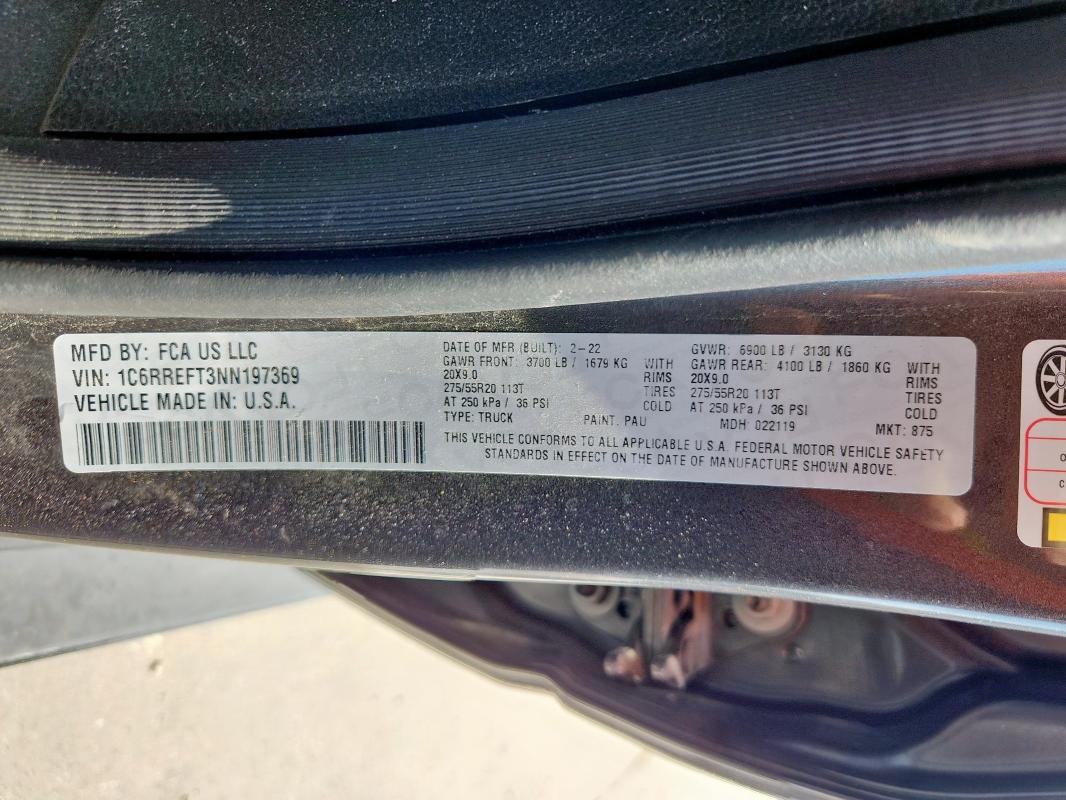 MFD BY: FCA US LLC
VIN: 1C6RREFT3NN197369
VEHICLE MADE IN: U.S.A.
DATE OF MFR (BUILT): 2-22
GAWR FRONT: 3700 LB / 1679 KG WITH
20X9.0 RIMS
275/55R20 113T TIRES
AT 250 kPa / 36 PSI COLD
TYPE: TRUCK PAINT. PAU
GVWR: 6900 LB / 3130 KG
GAWR REAR: 4100 LB / 1860 KG WITH
20X9.0 RIMS
275/55R20 113T TIRES
AT 250 kPa / 36 PSI COLD
MDH: 022119 MKT: 875
THIS VEHICLE CONFORMS TO ALL APPLICABLE U.S.A. FEDERAL MOTOR VEHICLE SAFETY
STANDARDS IN EFFECT ON THE DATE OF MANUFACTURE SHOWN ABOVE.